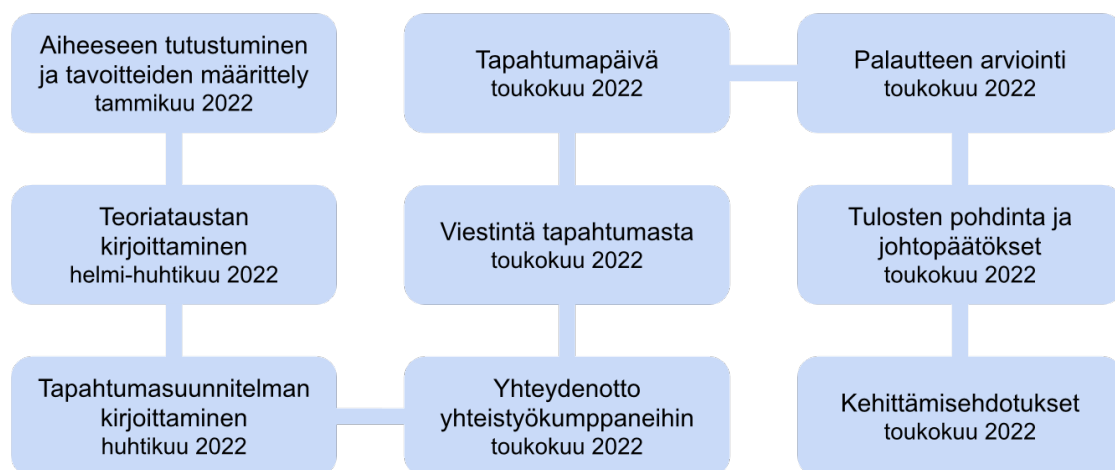 Aiheeseen tutustuminen
ja tavoitteiden määrittely
tammikuu 2022
Teoriataustan
kirjoittaminen
helmi-huhtikuu 2022
Tapahtumasuunnitelman
kirjoittaminen
huhtikuu 2022
Yhteydenotto
yhteistyökumppaneihin
toukokuu 2022
Viestintä tapahtumasta
toukokuu 2022
Tapahtumapäivä
toukokuu 2022
Palautteen arviointi
toukokuu 2022
Tulosten pohdinta ja
johtopäätökset
toukokuu 2022
Kehittämisehdotukset
toukokuu 2022